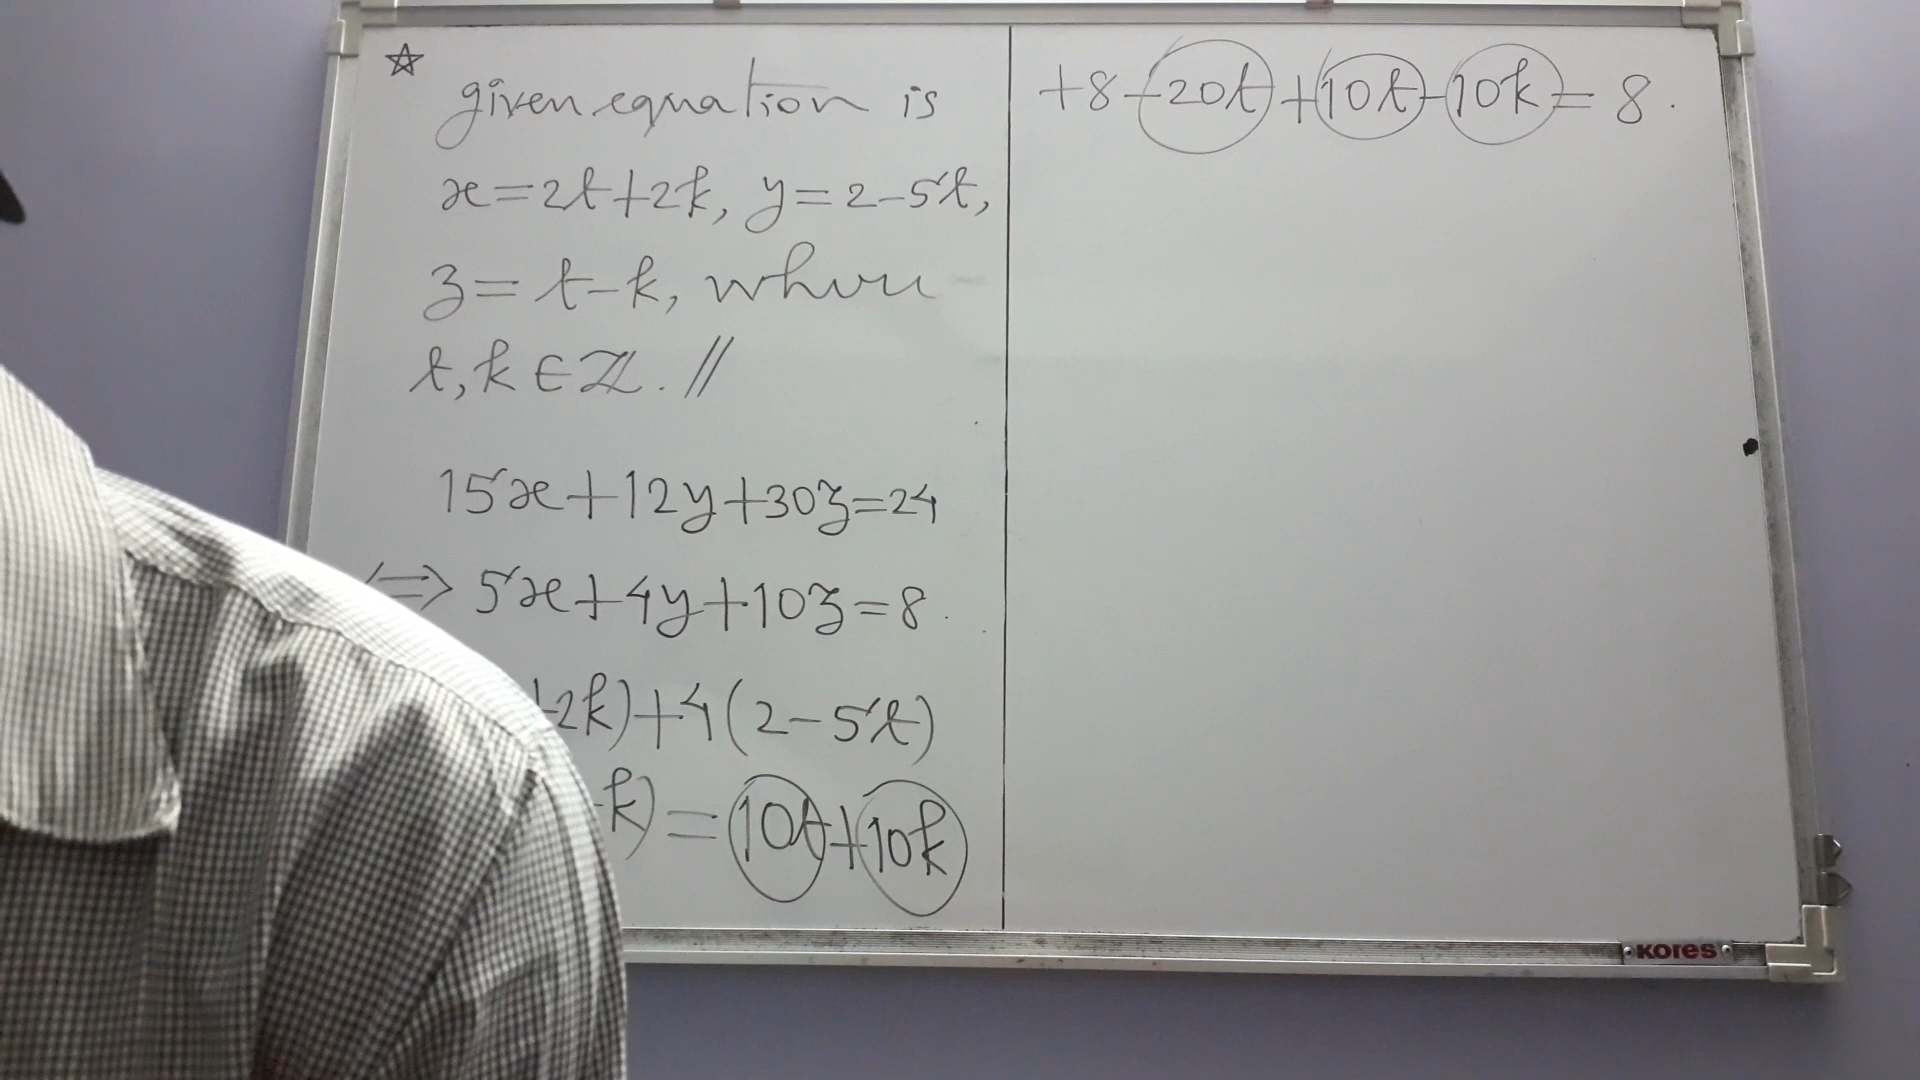 ☆
given equation is
x=2t+2k, y=2-5t,
z=t-k, where
t,k∈ℤ.//
15x+12y+30z=24
⟺ 5x+4y+10z=8.
+2k)+4(2-5t)
-k)=10t+10k
+8-20t+10t-10k=8.
KORES